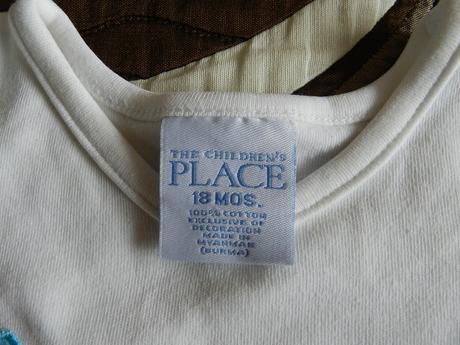 THE CHILDREN'S
PLACE
18 MOS.
100% COTTON
EXCLUSIVE OF
DECORATION
MADE IN
MYANMAR
(BURMA)